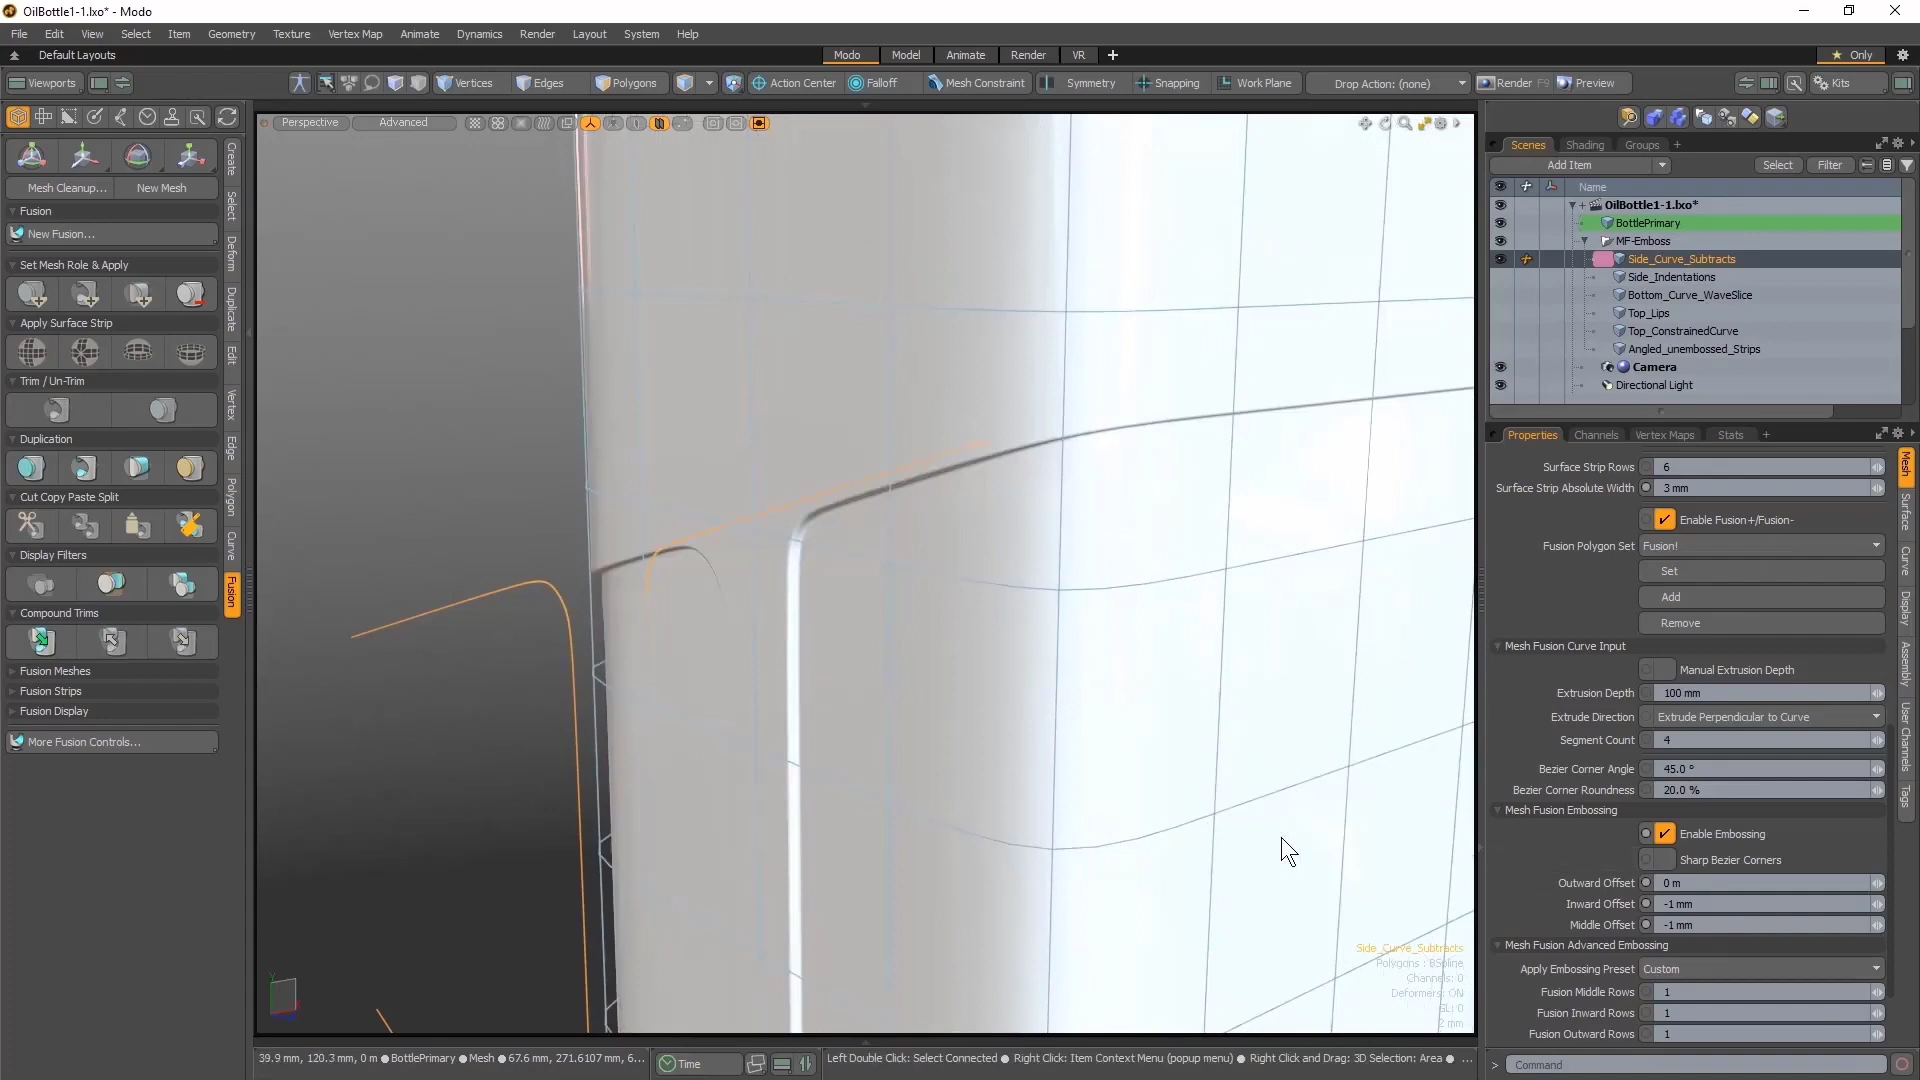 OilBottle1-1.lxo* - Modo
File Edit View Select Item Geometry Texture Vertex Map Animate Dynamics Render Layout System Help
Default Layouts
Modo Model Animate Render VR
Only
Viewports
Vertices Edges Polygons Action Center Falloff Mesh Constraint Symmetry Snapping Work Plane Drop Action: (none) Render F9 Preview Kits
Perspective Advanced
Mesh Cleanup... New Mesh
Fusion
New Fusion...
Set Mesh Role & Apply
Apply Surface Strip
Trim / Un-Trim
Duplication
Cut Copy Paste Split
Display Filters
Compound Trims
Fusion Meshes
Fusion Strips
Fusion Display
More Fusion Controls...
Create
Select
Deform
Duplicate
Edit
Vertex
Edge
Polygon
Curve
Fusion
Side_Curve_Subtracts
Polygons : BSpline
Channels: 0
Deformers: ON
GL: 0
2 mm
Scenes Shading Groups
Add Item Select Filter
Name
OilBottle1-1.lxo*
BottlePrimary
MF-Emboss
Side_Curve_Subtracts
Side_Indentations
Bottom_Curve_WaveSlice
Top_Lips
Top_ConstrainedCurve
Angled_unembossed_Strips
Camera
Directional Light
Properties Channels Vertex Maps Stats
Surface Strip Rows 6
Surface Strip Absolute Width 3 mm
Enable Fusion+/Fusion-
Fusion Polygon Set Fusion!
Set
Add
Remove
Mesh Fusion Curve Input
Manual Extrusion Depth
Extrusion Depth 100 mm
Extrude Direction Extrude Perpendicular to Curve
Segment Count 4
Bezier Corner Angle 45.0 °
Bezier Corner Roundness 20.0 %
Mesh Fusion Embossing
Enable Embossing
Sharp Bezier Corners
Outward Offset 0 m
Inward Offset -1 mm
Middle Offset -1 mm
Mesh Fusion Advanced Embossing
Apply Embossing Preset Custom
Fusion Middle Rows 1
Fusion Inward Rows 1
Fusion Outward Rows 1
Mesh
Surface
Curve
Display
Assembly
User Channels
Tags
39.9 mm, 120.3 mm, 0 m BottlePrimary Mesh 67.6 mm, 271.6107 mm, 6...
Time
Left Double Click: Select Connected Right Click: Item Context Menu (popup menu) Right Click and Drag: 3D Selection: Area ...
> Command